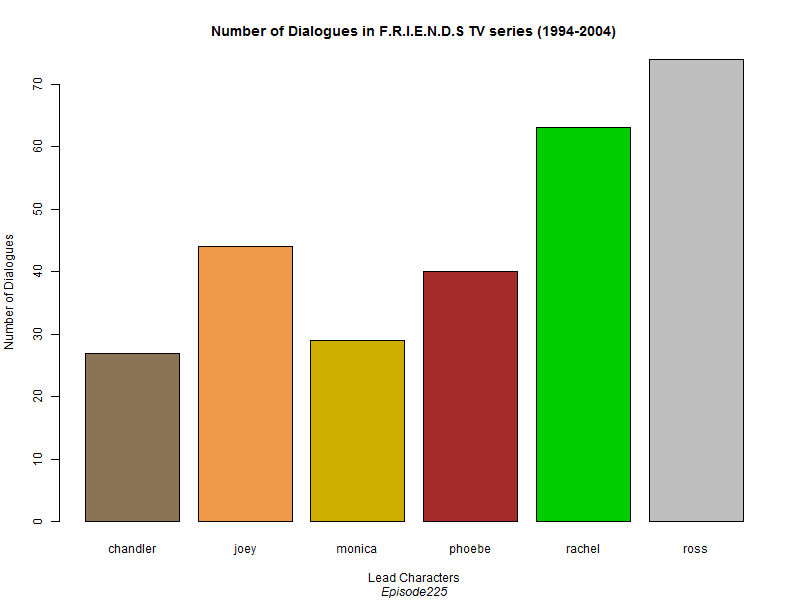 Number of Dialogues in F.R.I.E.N.D.S TV series (1994-2004)
Number of Dialogues
70
60
50
40
30
20
10
0
chandler joey monica phoebe rachel ross
Lead Characters
Episode225